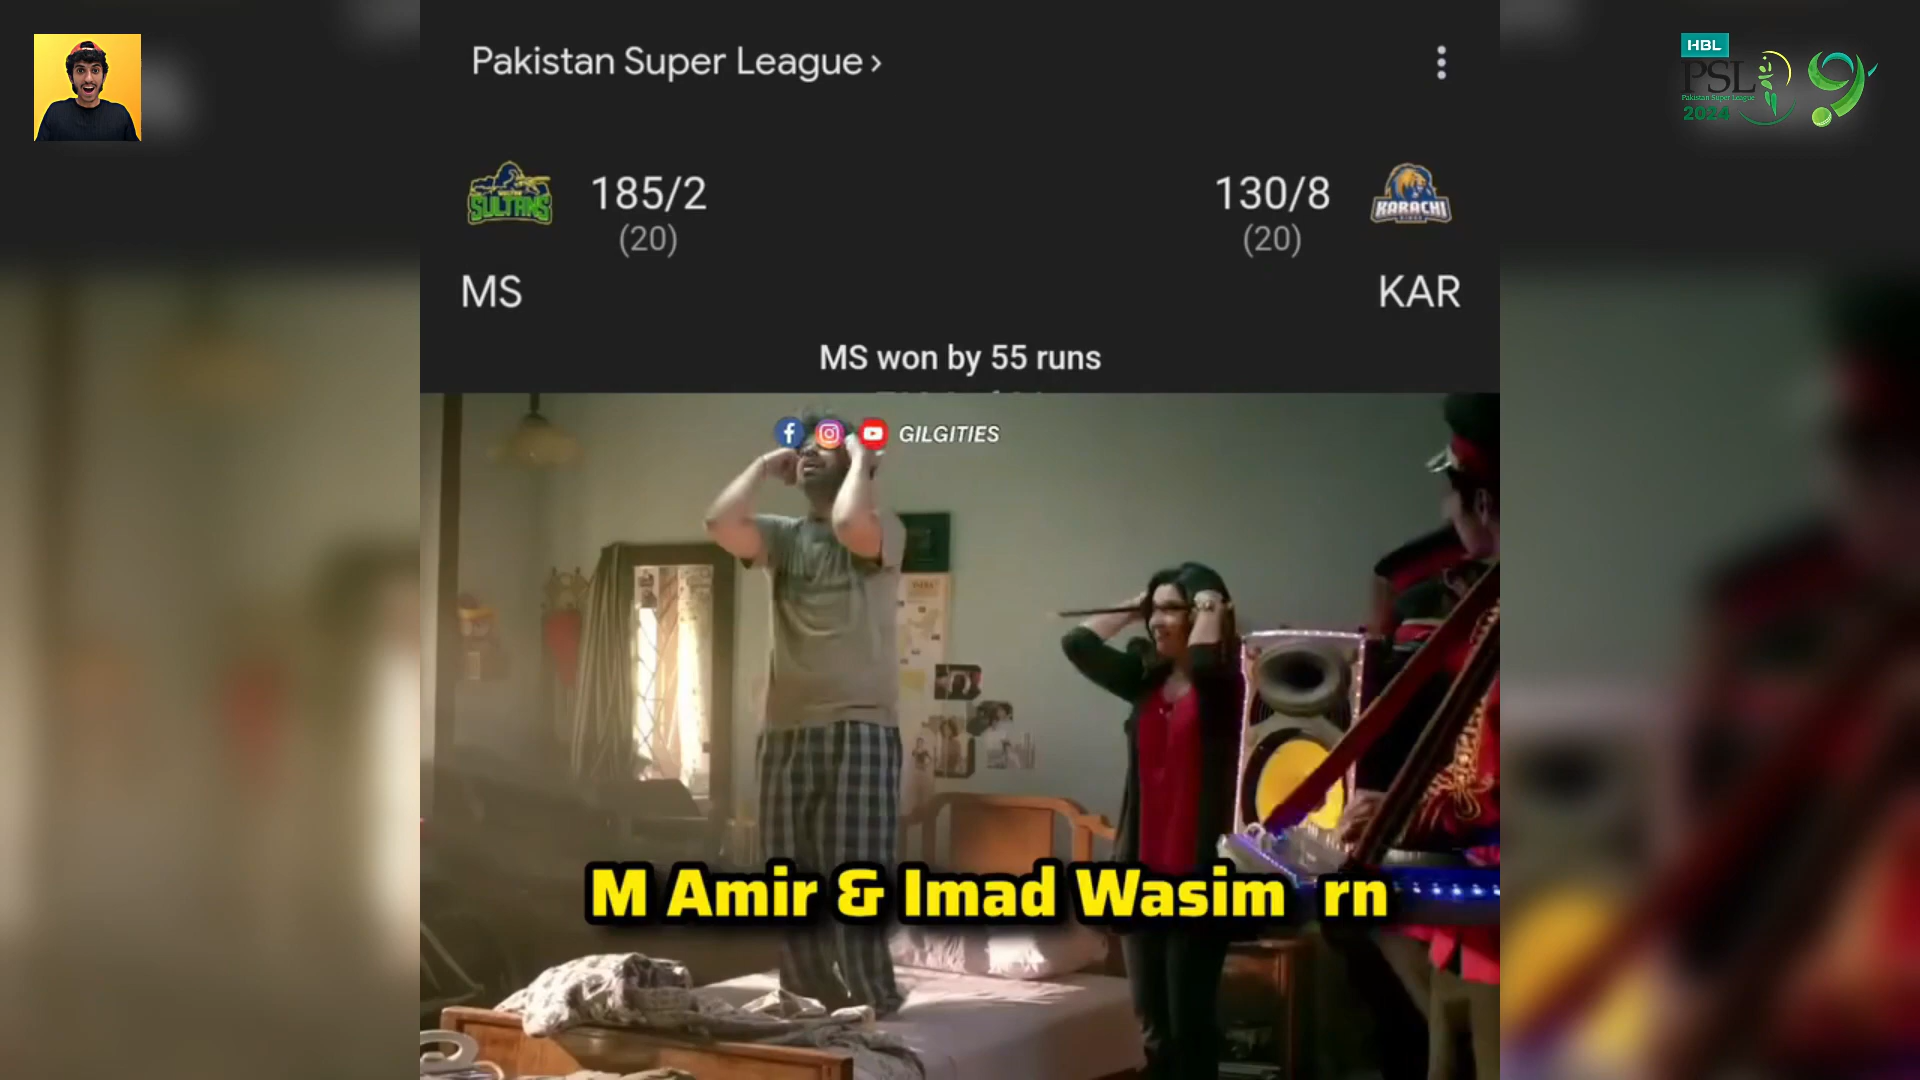 Pakistan Super League ›
HBL
PSL
Pakistan Super League
2024
9
SULTANS
185/2
(20)
130/8
(20)
KARACHI
MS
KAR
MS won by 55 runs
GILGITIES
M Amir & Imad Wasim rn